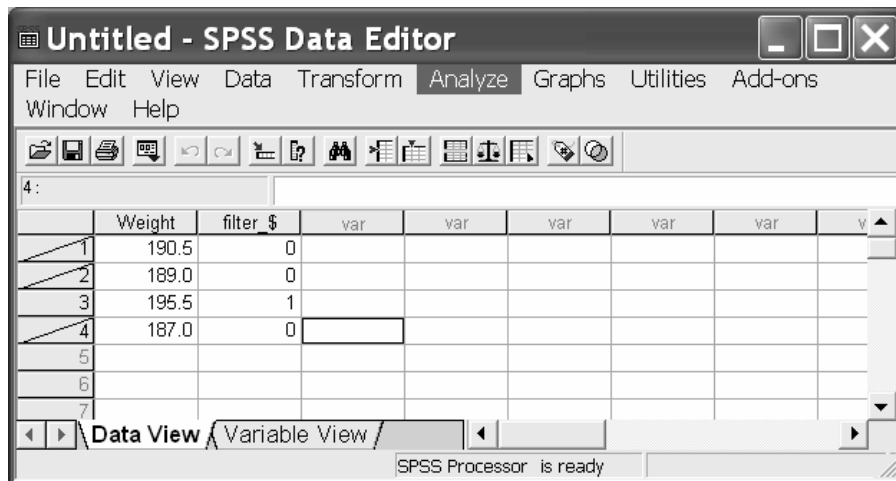 Untitled - SPSS Data Editor
File Edit View Data Transform Analyze Graphs Utilities Add-ons
Window Help
4 :
Weight filter_$ var var var var var v
1 190.5 0
2 189.0 0
3 195.5 1
4 187.0 0
5
6
7
Data View Variable View
SPSS Processor is ready